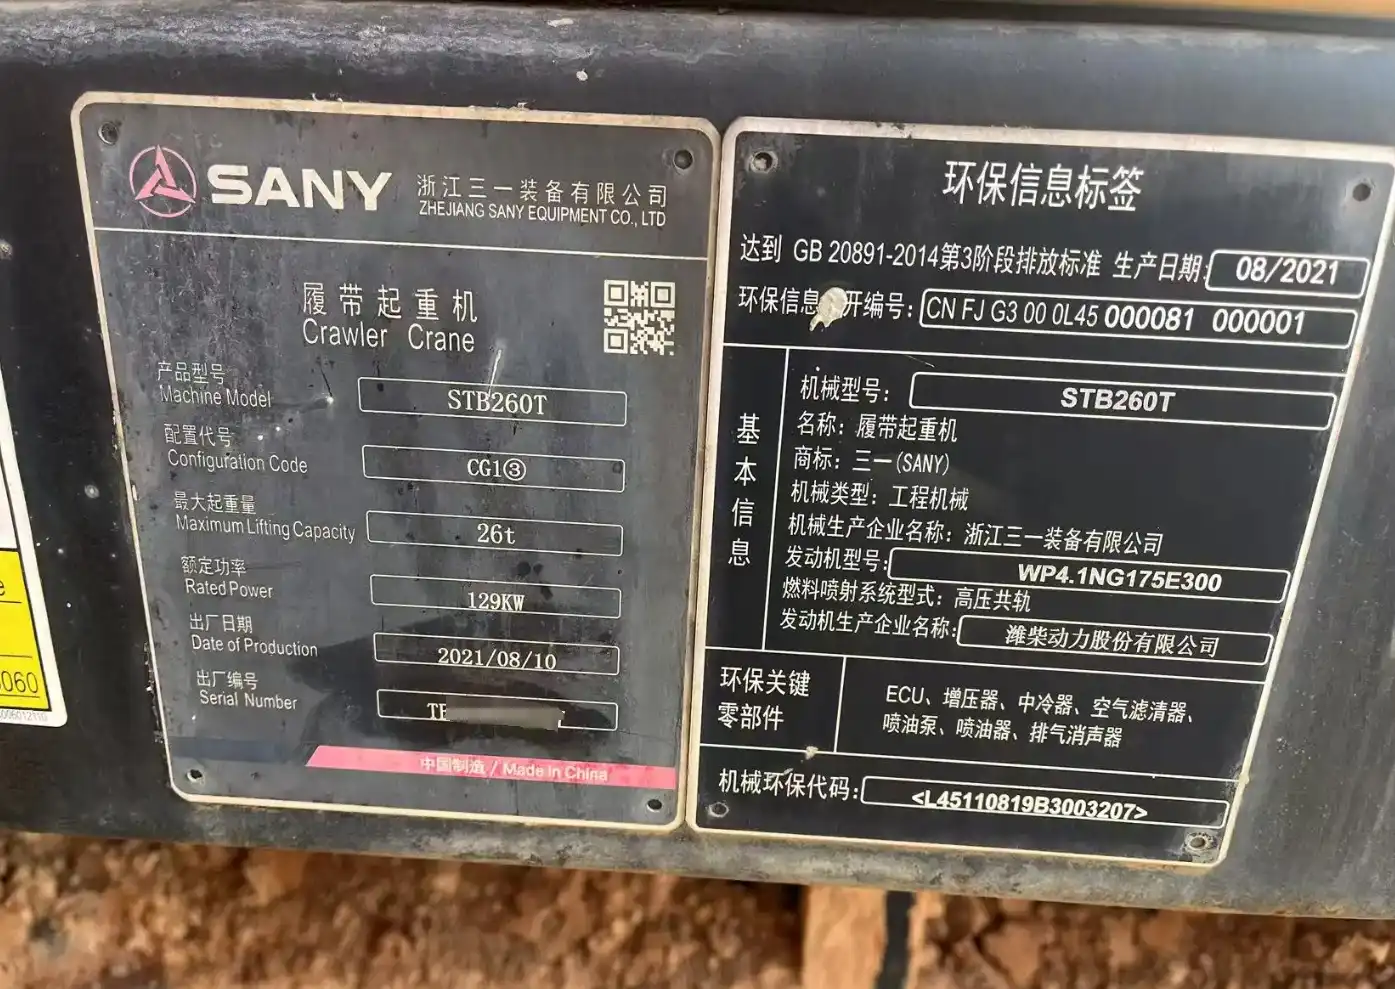 SANY
浙江三一装备有限公司
ZHEJIANG SANY EQUIPMENT CO., LTD
履带起重机
Crawler Crane
产品型号
Machine Model
STB260T
配置代号
Configuration Code
CG1③
最大起重量
Maximum Lifting Capacity
26t
额定功率
Rated Power
129KW
出厂日期
Date of Production
2021/08/10
出厂编号
Serial Number
中国制造 / Made in China
环保信息标签
达到 GB 20891-2014第3阶段排放标准 生产日期: 08/2021
环保信息 开编号: CN FJ G3 00 0L45 000081 000001
基本信息
机械型号: STB260T
名称: 履带起重机
商标: 三一(SANY)
机械类型: 工程机械
机械生产企业名称: 浙江三一装备有限公司
发动机型号: WP4.1NG175E300
燃料喷射系统型式: 高压共轨
发动机生产企业名称: 潍柴动力股份有限公司
环保关键
零部件
ECU、增压器、中冷器、空气滤清器、
喷油泵、喷油器、排气消声器
机械环保代码: <L45110819B3003207>
060